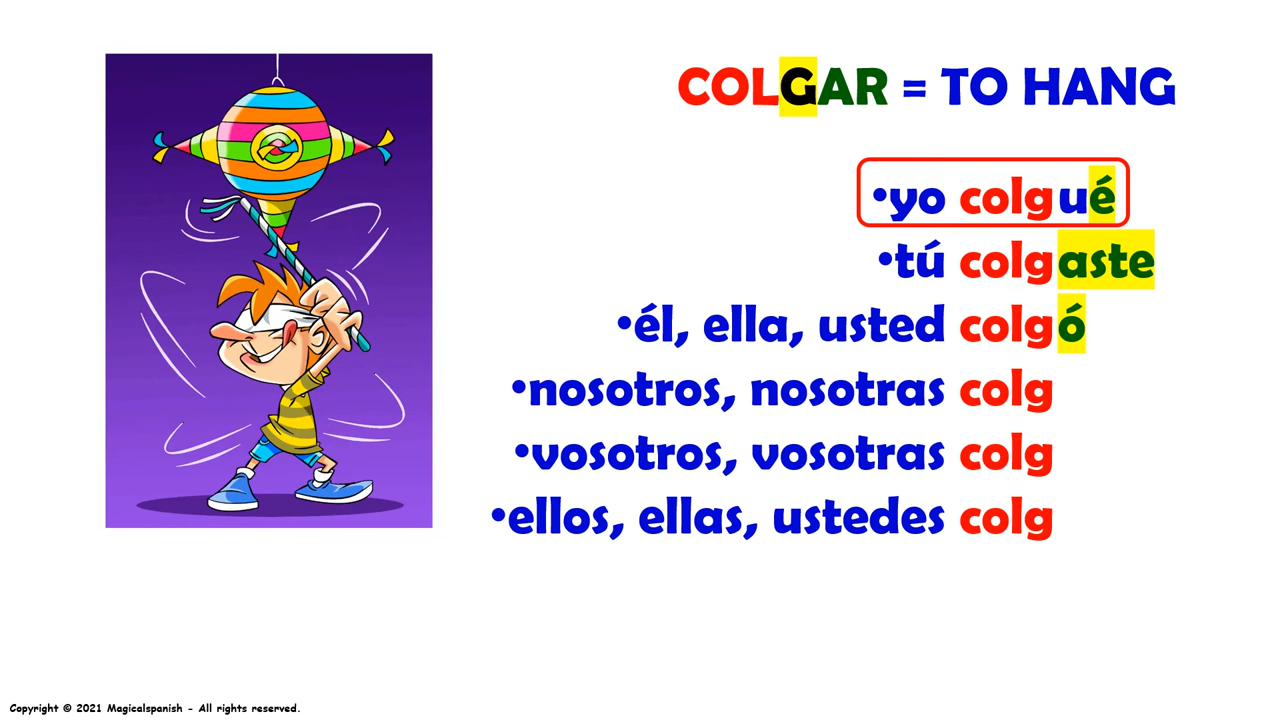 COLGAR = TO HANG
•yo colgué
•tú colgaste
•él, ella, usted colgó
•nosotros, nosotras colg
•vosotros, vosotras colg
•ellos, ellas, ustedes colg
Copyright © 2021 Magicalspanish - All rights reserved.